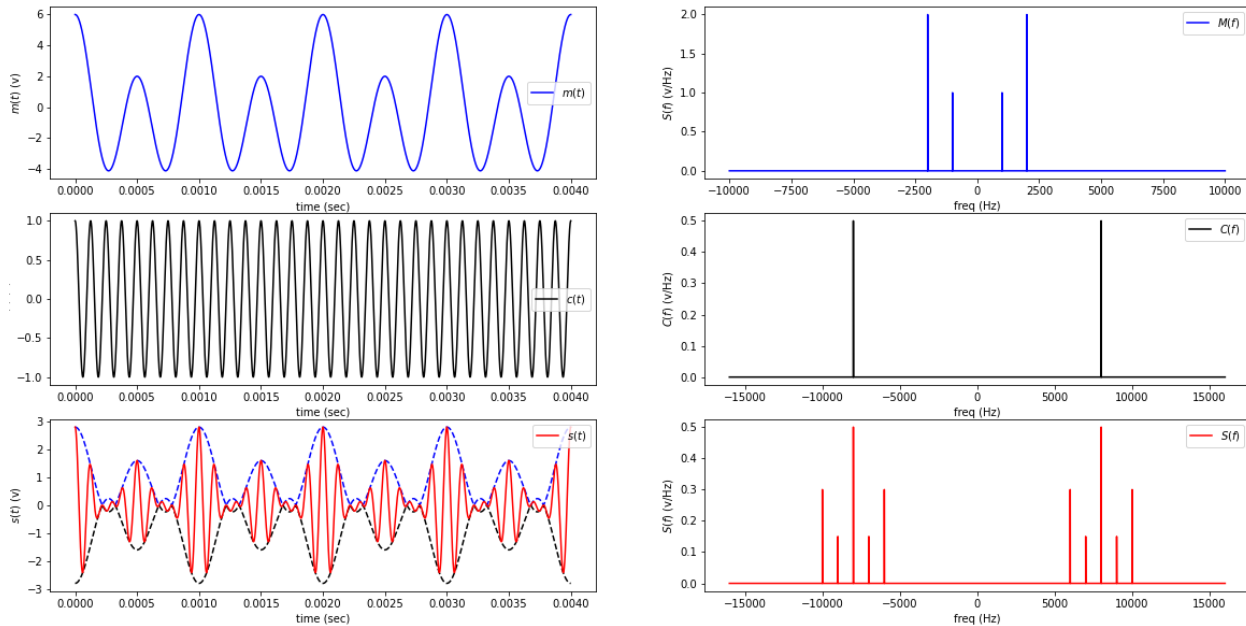 6
4
2
0
−2
−4
m(t) (v)
m(t)
0.0000 0.0005 0.0010 0.0015 0.0020 0.0025 0.0030 0.0035 0.0040
time (sec)
2.0
1.5
1.0
0.5
0.0
S(f) (v/Hz)
M(f)
−10000 −7500 −5000 −2500 0 2500 5000 7500 10000
freq (Hz)
1.0
0.5
0.0
−0.5
−1.0
c(t)
0.0000 0.0005 0.0010 0.0015 0.0020 0.0025 0.0030 0.0035 0.0040
time (sec)
0.5
0.4
0.3
0.2
0.1
0.0
C(f) (v/Hz)
C(f)
−15000 −10000 −5000 0 5000 10000 15000
freq (Hz)
3
2
1
0
−1
−2
−3
s(t) (v)
s(t)
0.0000 0.0005 0.0010 0.0015 0.0020 0.0025 0.0030 0.0035 0.0040
time (sec)
0.5
0.4
0.3
0.2
0.1
0.0
S(f) (v/Hz)
S(f)
−15000 −10000 −5000 0 5000 10000 15000
freq (Hz)